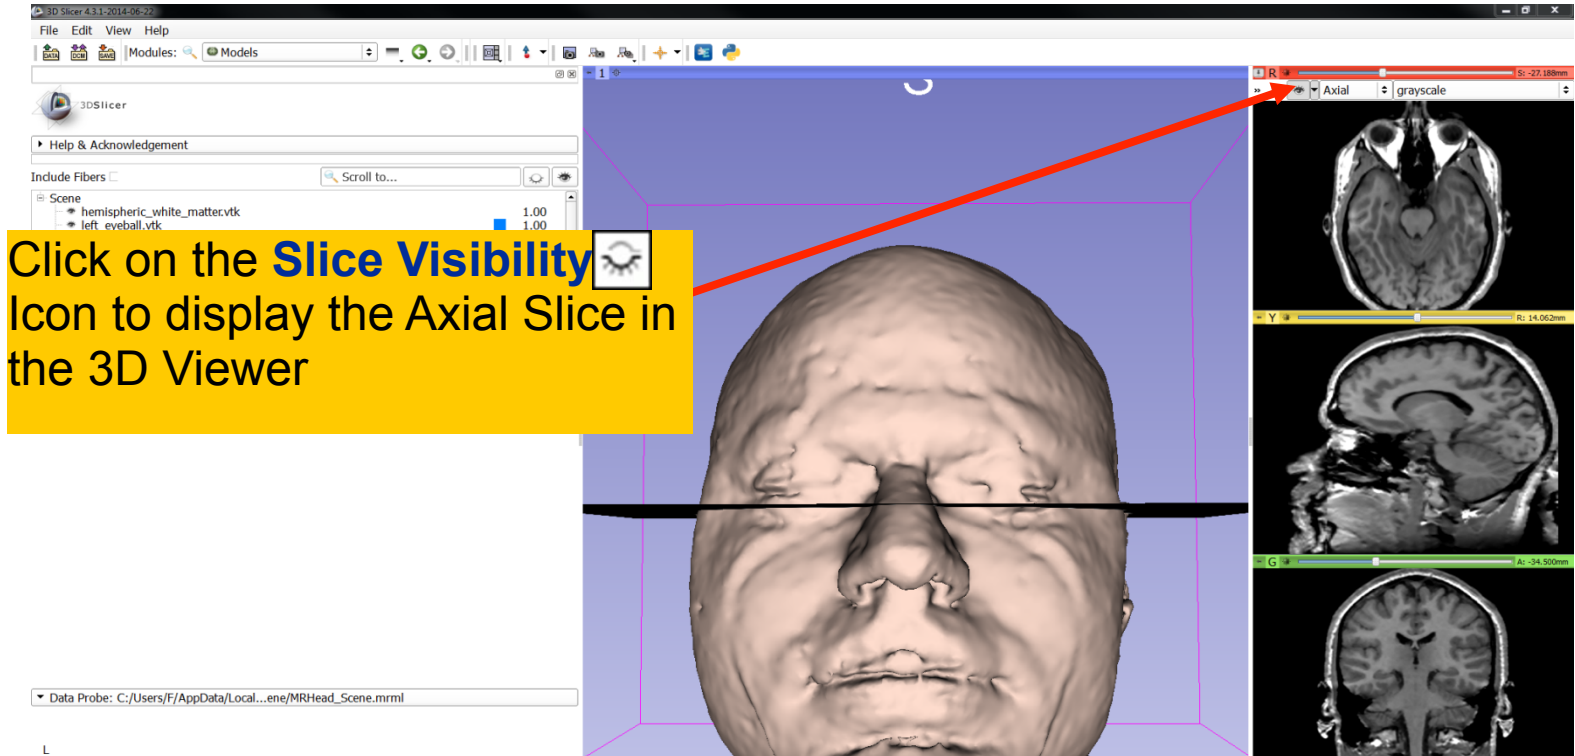 3D Slicer 4.3.1-2014-06-22
File Edit View Help
DATA DCM SAVE Modules: Models
1
R S: -27.188mm
» Axial grayscale
3DSlicer
Help & Acknowledgement
Include Fibers Scroll to...
Scene
hemispheric_white_matter.vtk 1.00
left_eyeball.vtk 1.00
Click on the Slice Visibility
Icon to display the Axial Slice in
the 3D Viewer
Y R: 14.062mm
G A: -34.500mm
Data Probe: C:/Users/F/AppData/Local...ene/MRHead_Scene.mrml
L